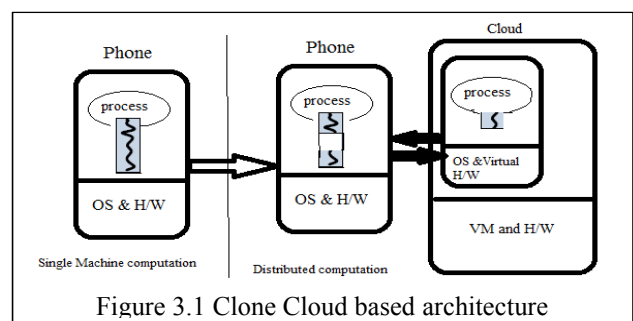 Phone
process
OS & H/W
Single Machine computation
Phone
process
OS & H/W
Distributed computation
Cloud
process
OS &Virtual
H/W
VM and H/W
Figure 3.1 Clone Cloud based architecture